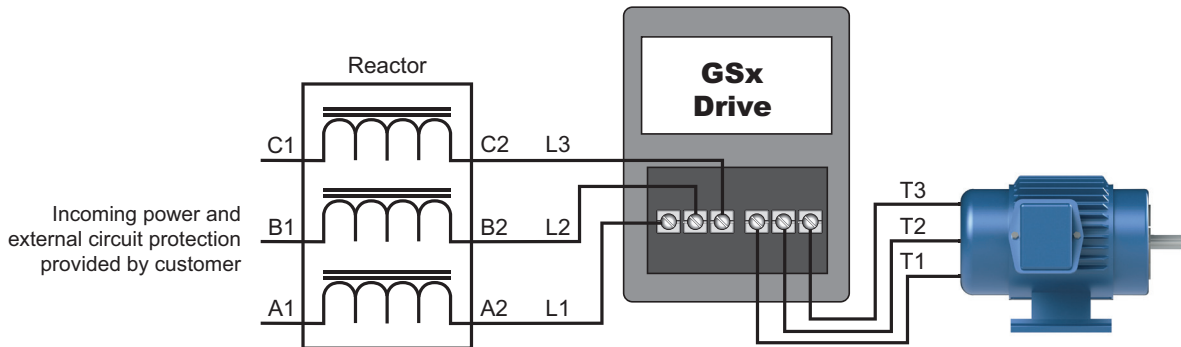 Reactor
GSx
Drive
C1
C2
L3
Incoming power and
external circuit protection
provided by customer
B1
B2
L2
A1
A2
L1
T3
T2
T1